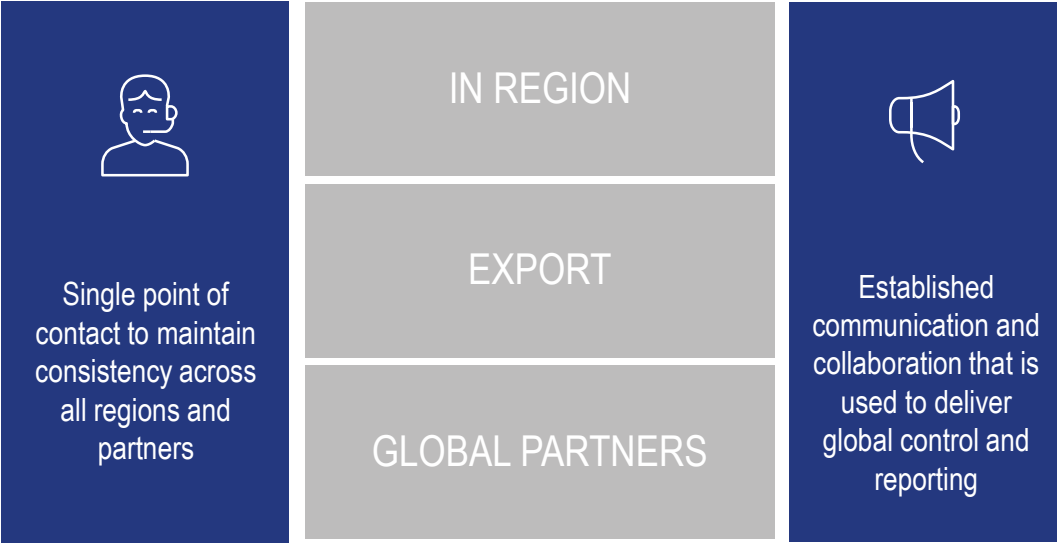 Single point of
contact to maintain
consistency across
all regions and
partners
IN REGION
EXPORT
GLOBAL PARTNERS
Established
communication and
collaboration that is
used to deliver
global control and
reporting